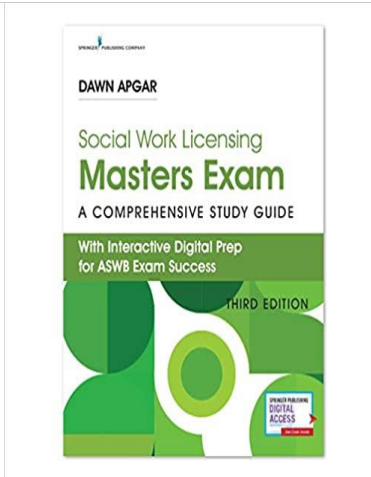 SPRINGER PUBLISHING COMPANY
DAWN APGAR
Social Work Licensing
Masters Exam
A COMPREHENSIVE STUDY GUIDE
With Interactive Digital Prep
for ASWB Exam Success
THIRD EDITION
SPRINGER PUBLISHING
DIGITAL
ACCESS